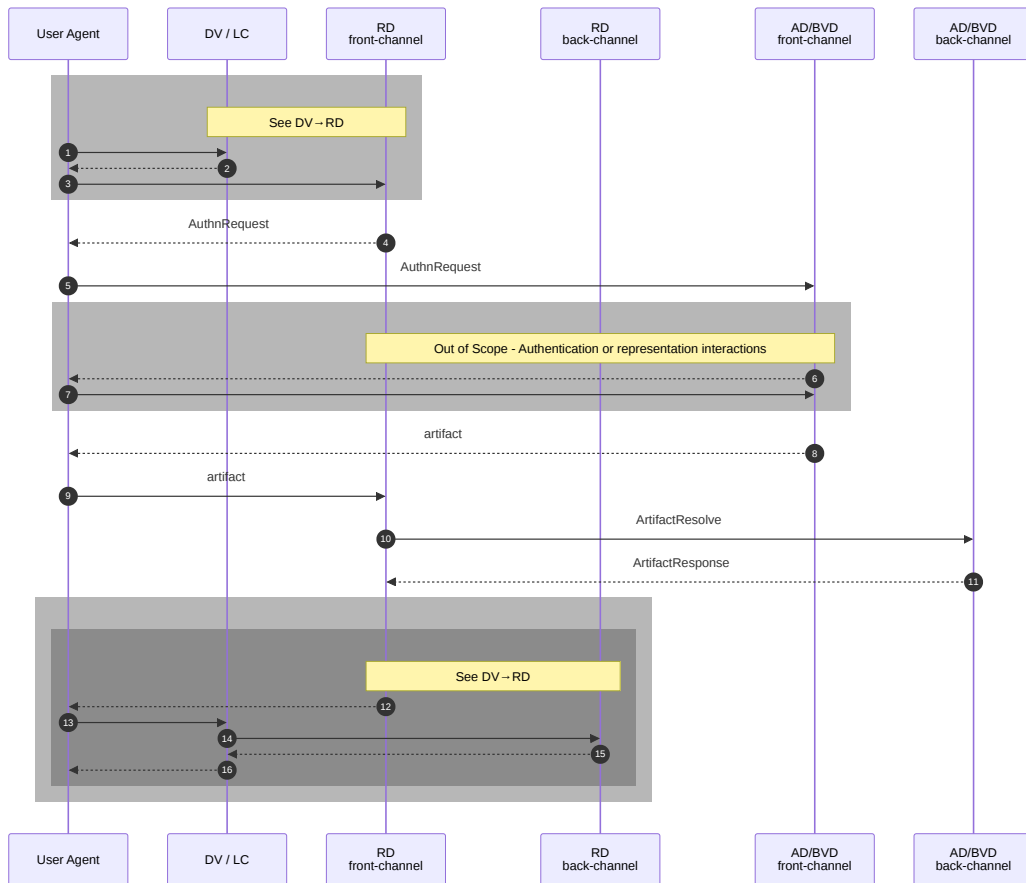 User Agent
DV / LC
RD
front-channel
RD
back-channel
AD/BVD
front-channel
AD/BVD
back-channel
See DV→RD
1
2
3
AuthnRequest
4
AuthnRequest
5
Out of Scope - Authentication or representation interactions
6
7
artifact
8
artifact
9
ArtifactResolve
10
ArtifactResponse
11
See DV→RD
12
13
14
15
16
User Agent
DV / LC
RD
front-channel
RD
back-channel
AD/BVD
front-channel
AD/BVD
back-channel